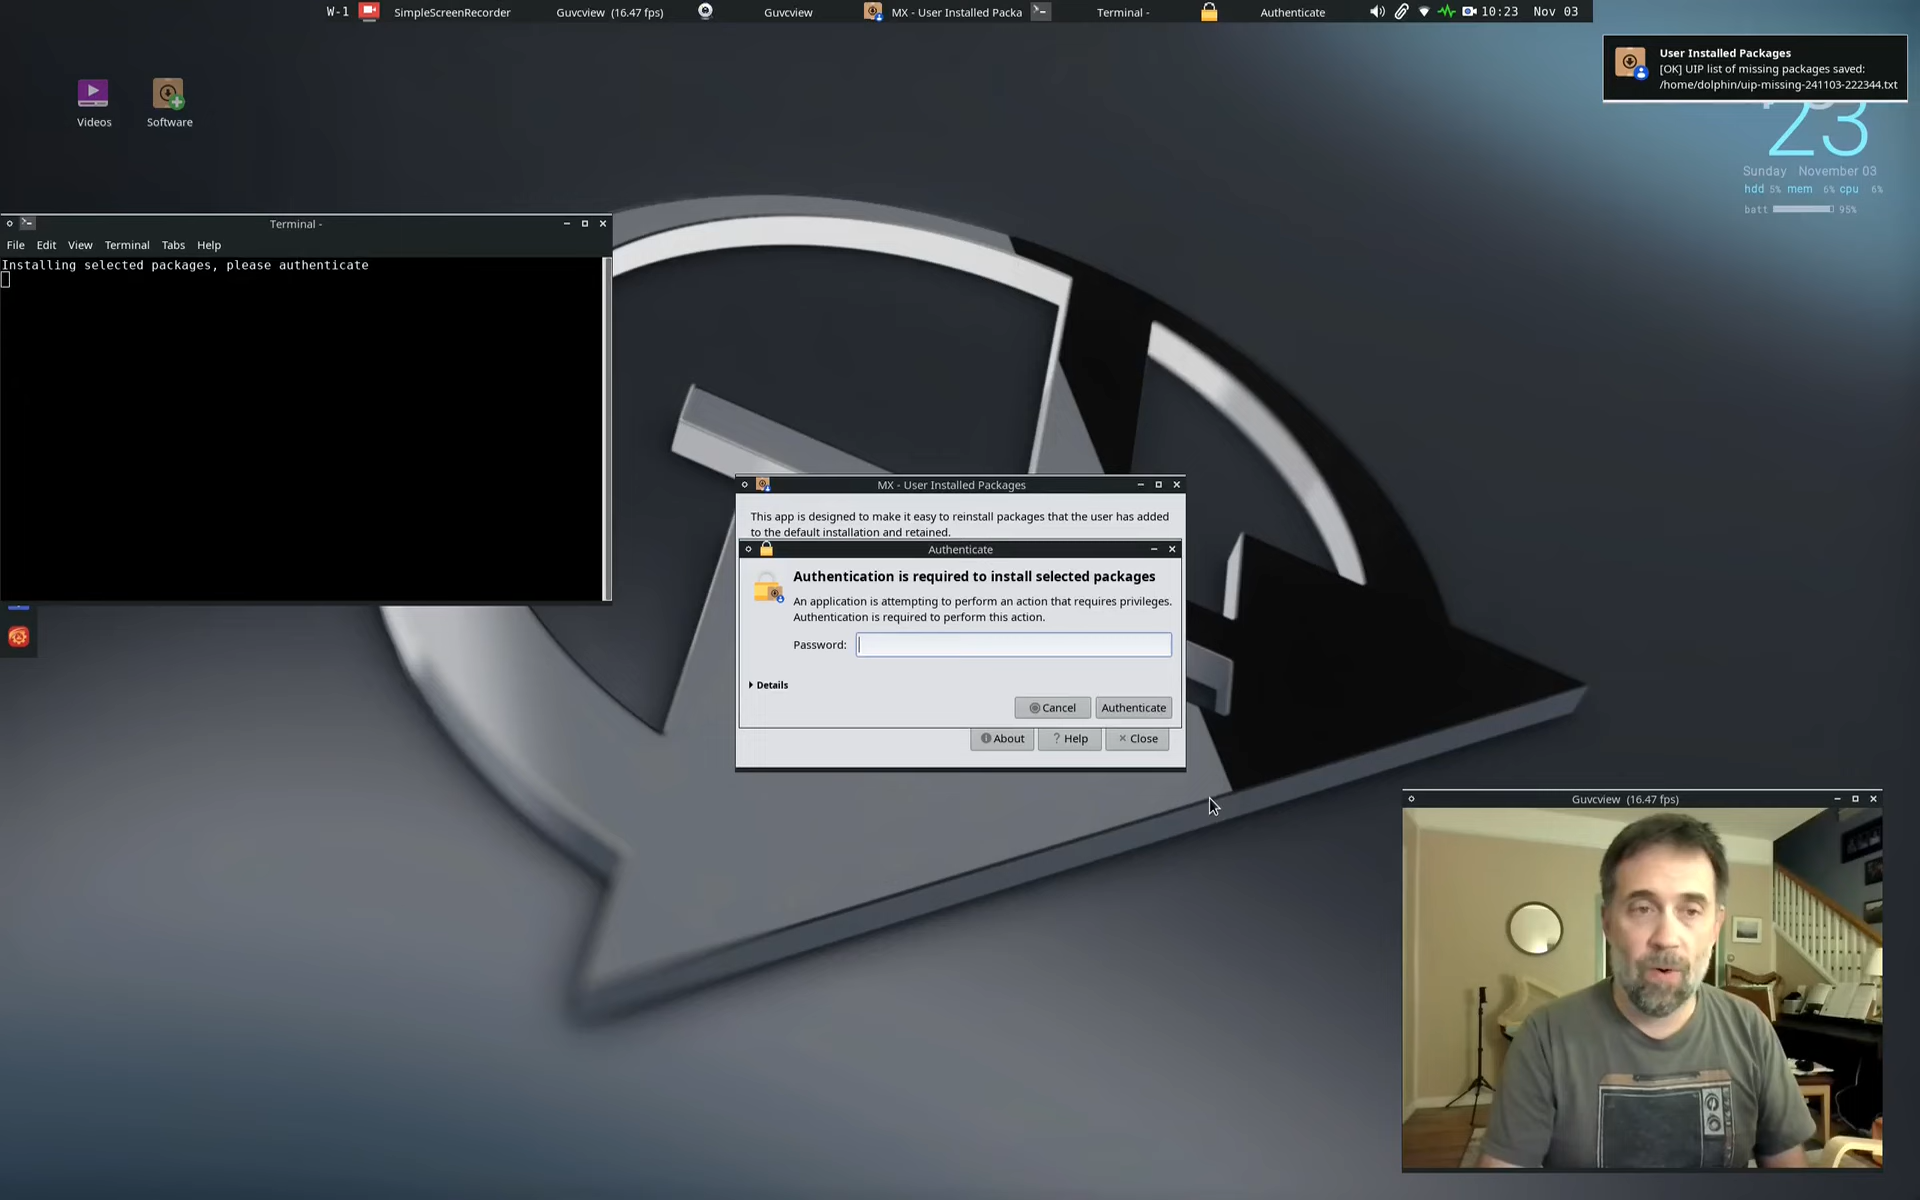 W-1 SimpleScreenRecorder Guvcview (16.47 fps) Guvcview MX - User Installed Packa Terminal - Authenticate 10:23 Nov 03
User Installed Packages
[OK] UIP list of missing packages saved:
/home/dolphin/uip-missing-241103-222344.txt
23
Sunday November 03
hdd 5% mem 6% cpu 6%
batt 95%
Videos
Software
Terminal -
File Edit View Terminal Tabs Help
Installing selected packages, please authenticate
MX - User Installed Packages
This app is designed to make it easy to reinstall packages that the user has added
to the default installation and retained.
Authenticate
Authentication is required to install selected packages
An application is attempting to perform an action that requires privileges.
Authentication is required to perform this action.
Password:
Details
Cancel Authenticate
About Help Close
Guvcview (16.47 fps)